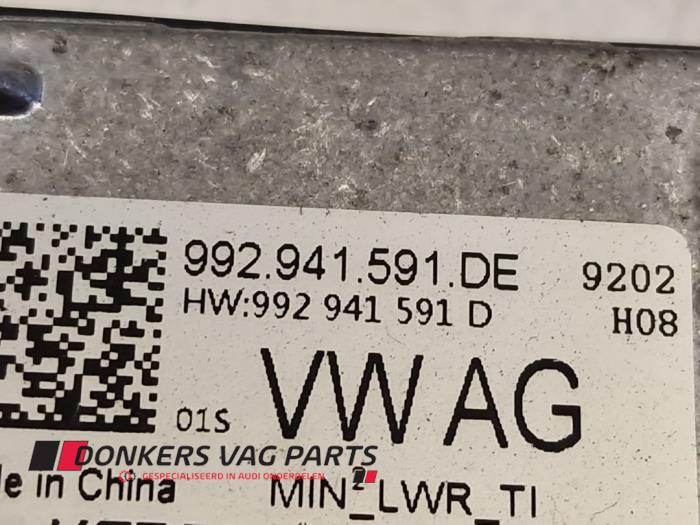 992.941.591.DE 9202
HW:992 941 591 D H08
VW AG
01S
DONKERS VAG PARTS
GESPECIALISEERD IN AUDI ONDERDELEN
in China MIN_LWR_TI